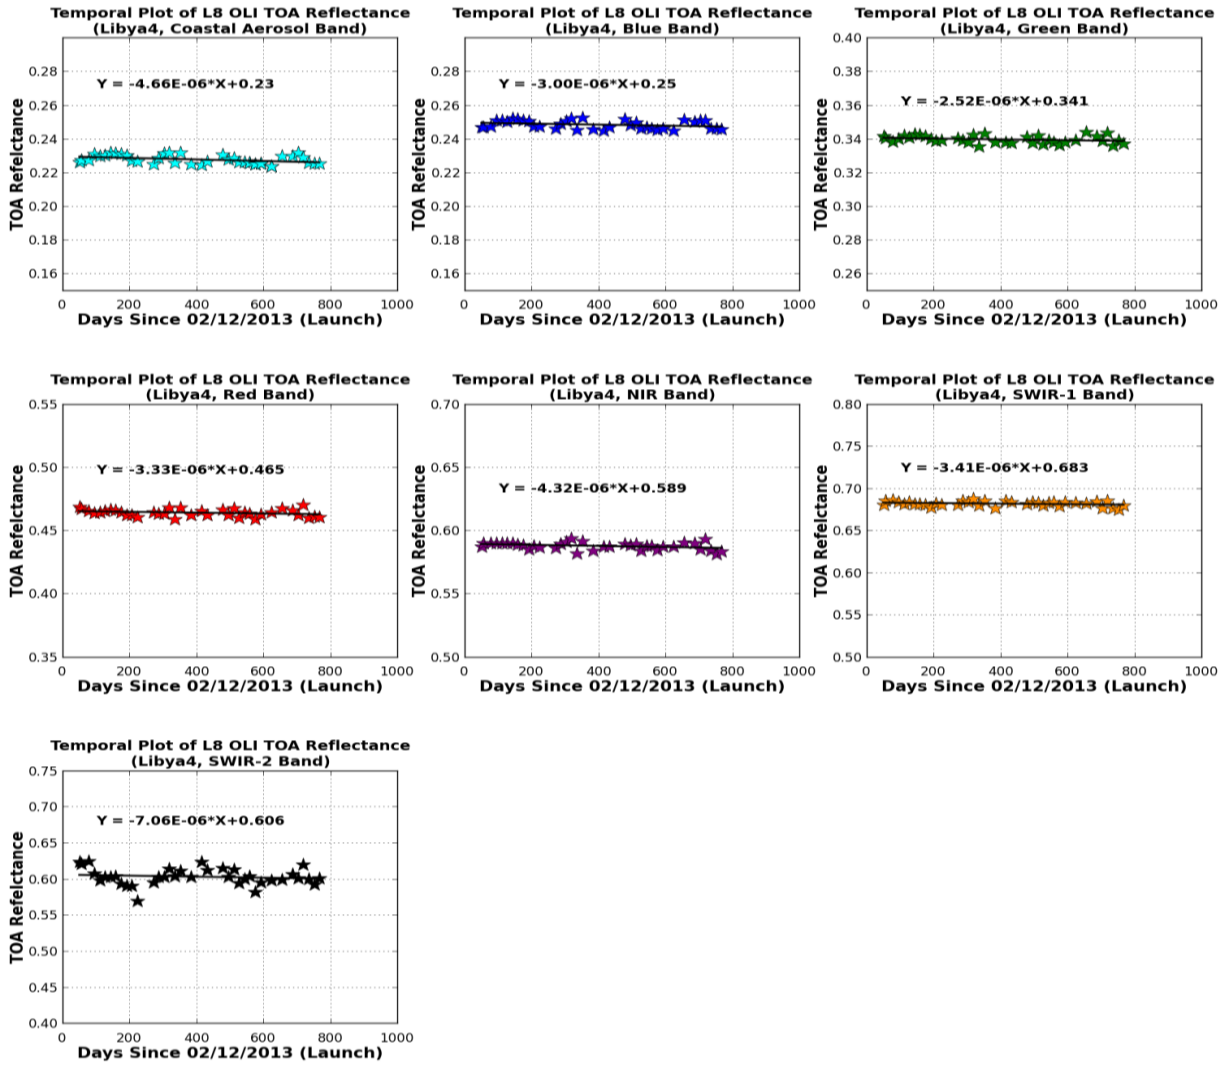 Temporal Plot of L8 OLI TOA Reflectance
(Libya4, Coastal Aerosol Band)
Y = -4.66E-06*X+0.23
TOA Refelctance
0.28
0.26
0.24
0.22
0.20
0.18
0.16
0 200 400 600 800 1000
Days Since 02/12/2013 (Launch)
Temporal Plot of L8 OLI TOA Reflectance
(Libya4, Blue Band)
Y = -3.00E-06*X+0.25
TOA Refelctance
0.28
0.26
0.24
0.22
0.20
0.18
0.16
0 200 400 600 800 1000
Days Since 02/12/2013 (Launch)
Temporal Plot of L8 OLI TOA Reflectance
(Libya4, Green Band)
Y = -2.52E-06*X+0.341
TOA Refelctance
0.40
0.38
0.36
0.34
0.32
0.30
0.28
0.26
0 200 400 600 800 1000
Days Since 02/12/2013 (Launch)
Temporal Plot of L8 OLI TOA Reflectance
(Libya4, Red Band)
Y = -3.33E-06*X+0.465
TOA Refelctance
0.55
0.50
0.45
0.40
0.35
0 200 400 600 800 1000
Days Since 02/12/2013 (Launch)
Temporal Plot of L8 OLI TOA Reflectance
(Libya4, NIR Band)
Y = -4.32E-06*X+0.589
TOA Refelctance
0.70
0.65
0.60
0.55
0.50
0 200 400 600 800 1000
Days Since 02/12/2013 (Launch)
Temporal Plot of L8 OLI TOA Reflectance
(Libya4, SWIR-1 Band)
Y = -3.41E-06*X+0.683
TOA Refelctance
0.80
0.75
0.70
0.65
0.60
0.55
0.50
0 200 400 600 800 1000
Days Since 02/12/2013 (Launch)
Temporal Plot of L8 OLI TOA Reflectance
(Libya4, SWIR-2 Band)
Y = -7.06E-06*X+0.606
TOA Refelctance
0.75
0.70
0.65
0.60
0.55
0.50
0.45
0.40
0 200 400 600 800 1000
Days Since 02/12/2013 (Launch)